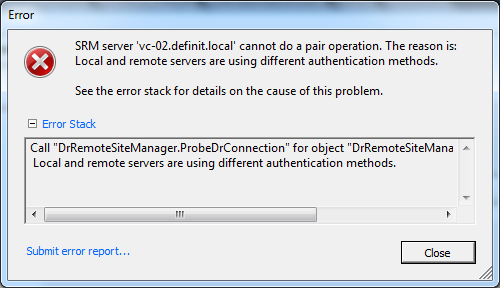 Error
SRM server 'vc-02.definit.local' cannot do a pair operation. The reason is:
Local and remote servers are using different authentication methods.
See the error stack for details on the cause of this problem.
Error Stack
Call "DrRemoteSiteManager.ProbeDrConnection" for object "DrRemoteSiteMana
Local and remote servers are using different authentication methods.
Submit error report...
Close